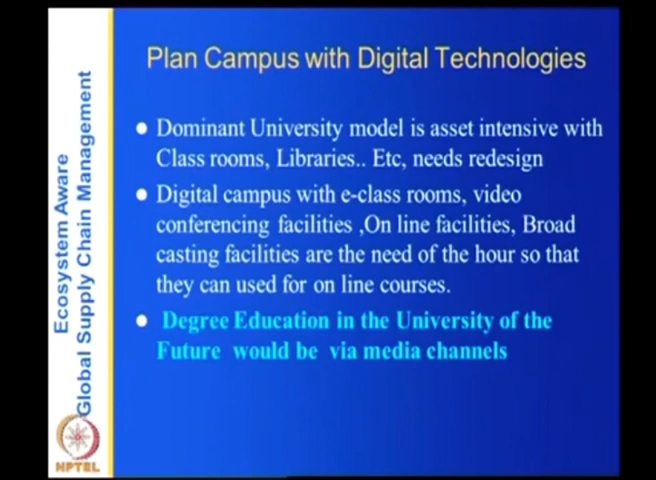 Plan Campus with Digital Technologies
Dominant University model is asset intensive with
Class rooms, Libraries.. Etc, needs redesign
Digital campus with e-class rooms, video
conferencing facilities ,On line facilities, Broad
casting facilities are the need of the hour so that
they can used for on line courses.
Degree Education in the University of the
Future would be via media channels
Ecosystem Aware
Global Supply Chain Management
NPTEL